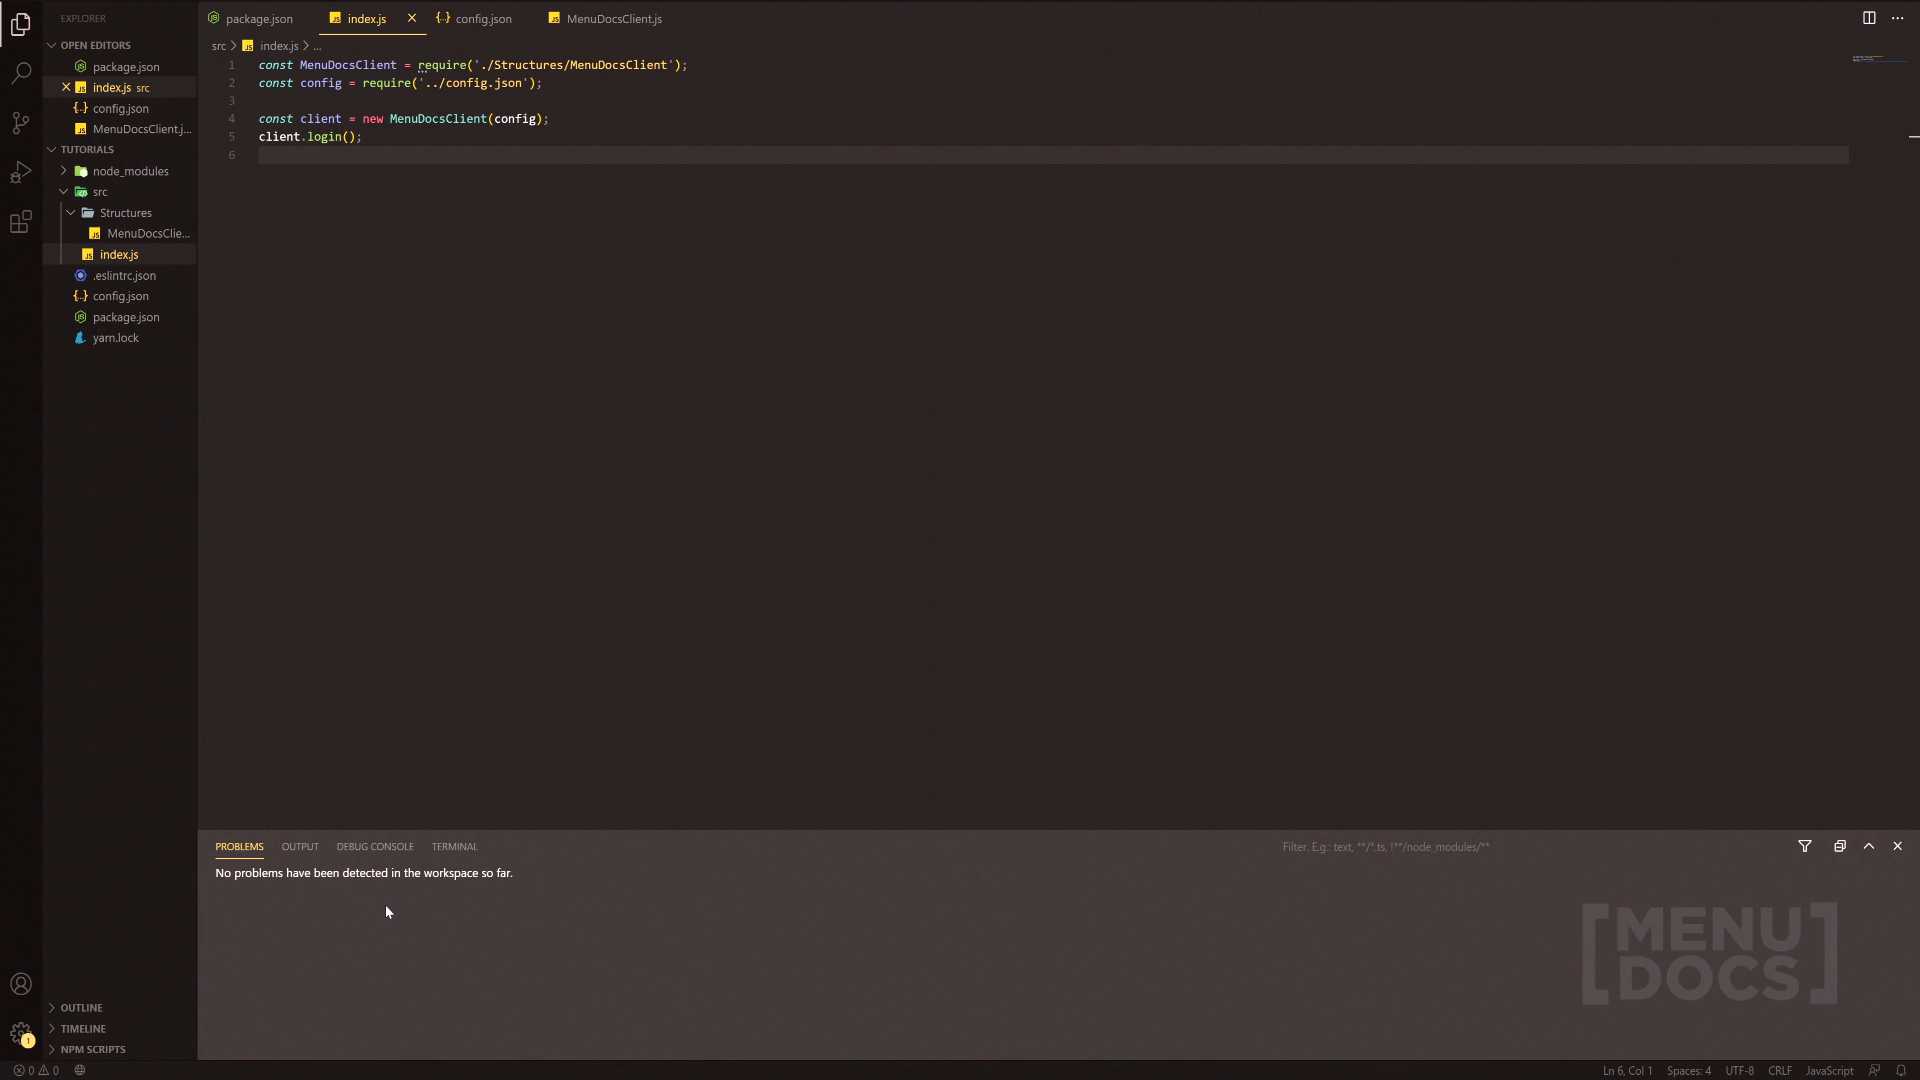 EXPLORER
OPEN EDITORS
package.json
index.js src
config.json
MenuDocsClient.j...
TUTORIALS
node_modules
src
Structures
MenuDocsClie...
index.js
.eslintrc.json
config.json
package.json
yarn.lock
OUTLINE
TIMELINE
NPM SCRIPTS
package.json index.js config.json MenuDocsClient.js
src > index.js > ...
1 const MenuDocsClient = require('./Structures/MenuDocsClient');
2 const config = require('../config.json');
3
4 const client = new MenuDocsClient(config);
5 client.login();
6
PROBLEMS OUTPUT DEBUG CONSOLE TERMINAL Filter. E.g.: text, **/*.ts, !**/node_modules/**
No problems have been detected in the workspace so far.
[MENU
DOCS]
1
0 0 Ln 6, Col 1 Spaces: 4 UTF-8 CRLF JavaScript